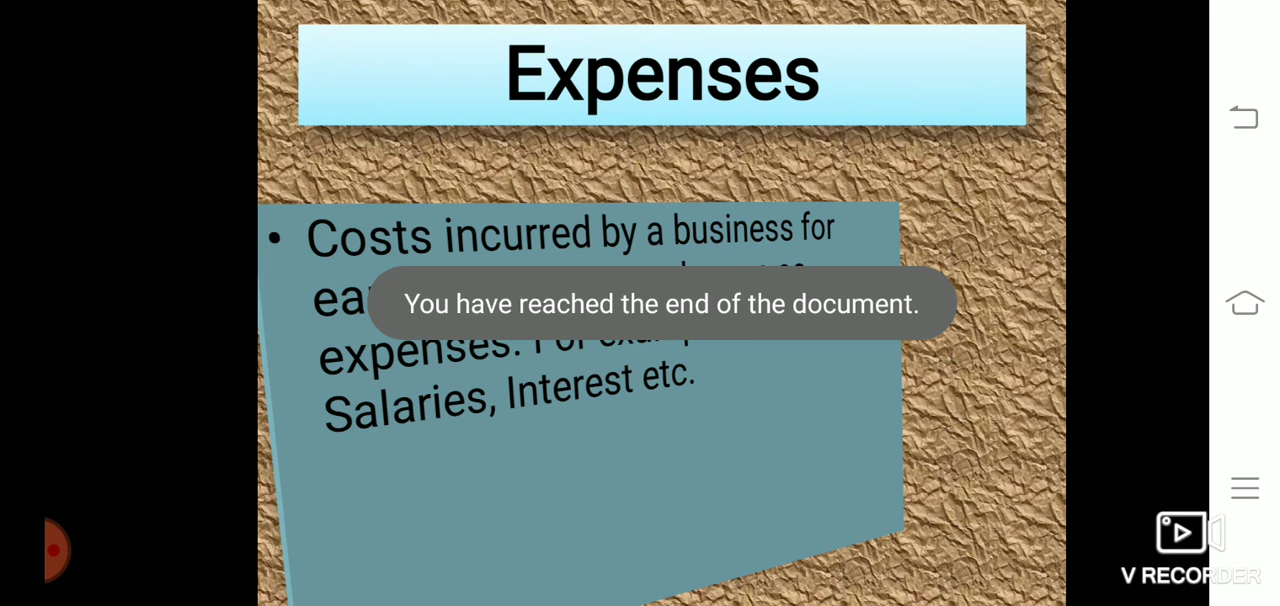 Expenses
• Costs incurred by a business for
You have reached the end of the document.
expenses. For
Salaries, Interest etc.
V RECORDER